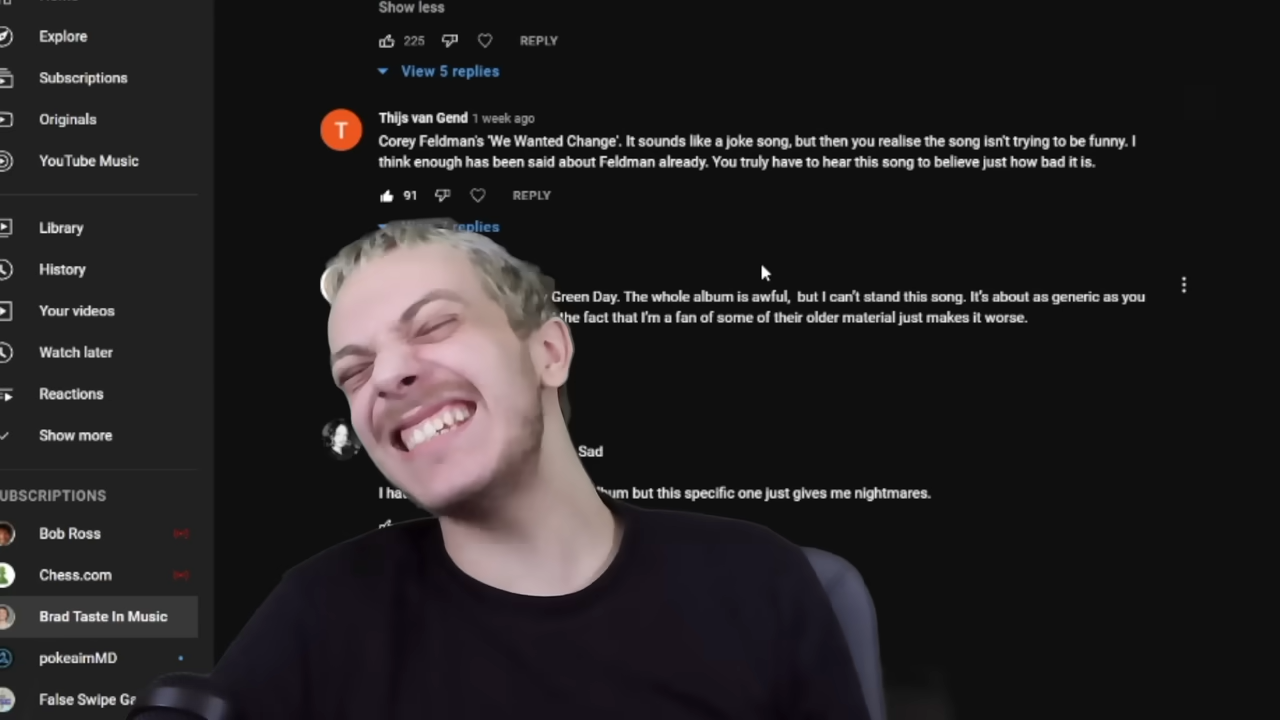 Show less
225 REPLY
View 5 replies
Thijs van Gend 1 week ago
Corey Feldman's 'We Wanted Change'. It sounds like a joke song, but then you realise the song isn't trying to be funny. I
think enough has been said about Feldman already. You truly have to hear this song to believe just how bad it is.
91 REPLY
replies
Green Day. The whole album is awful, but I can't stand this song. It's about as generic as you
the fact that I'm a fan of some of their older material just makes it worse.
Sad
but this specific one just gives me nightmares.
Explore
Subscriptions
Originals
YouTube Music
Library
History
Your videos
Watch later
Reactions
Show more
UBSCRIPTIONS
Bob Ross
Chess.com
Brad Taste In Music
pokeaimMD
False Swipe Ga
T